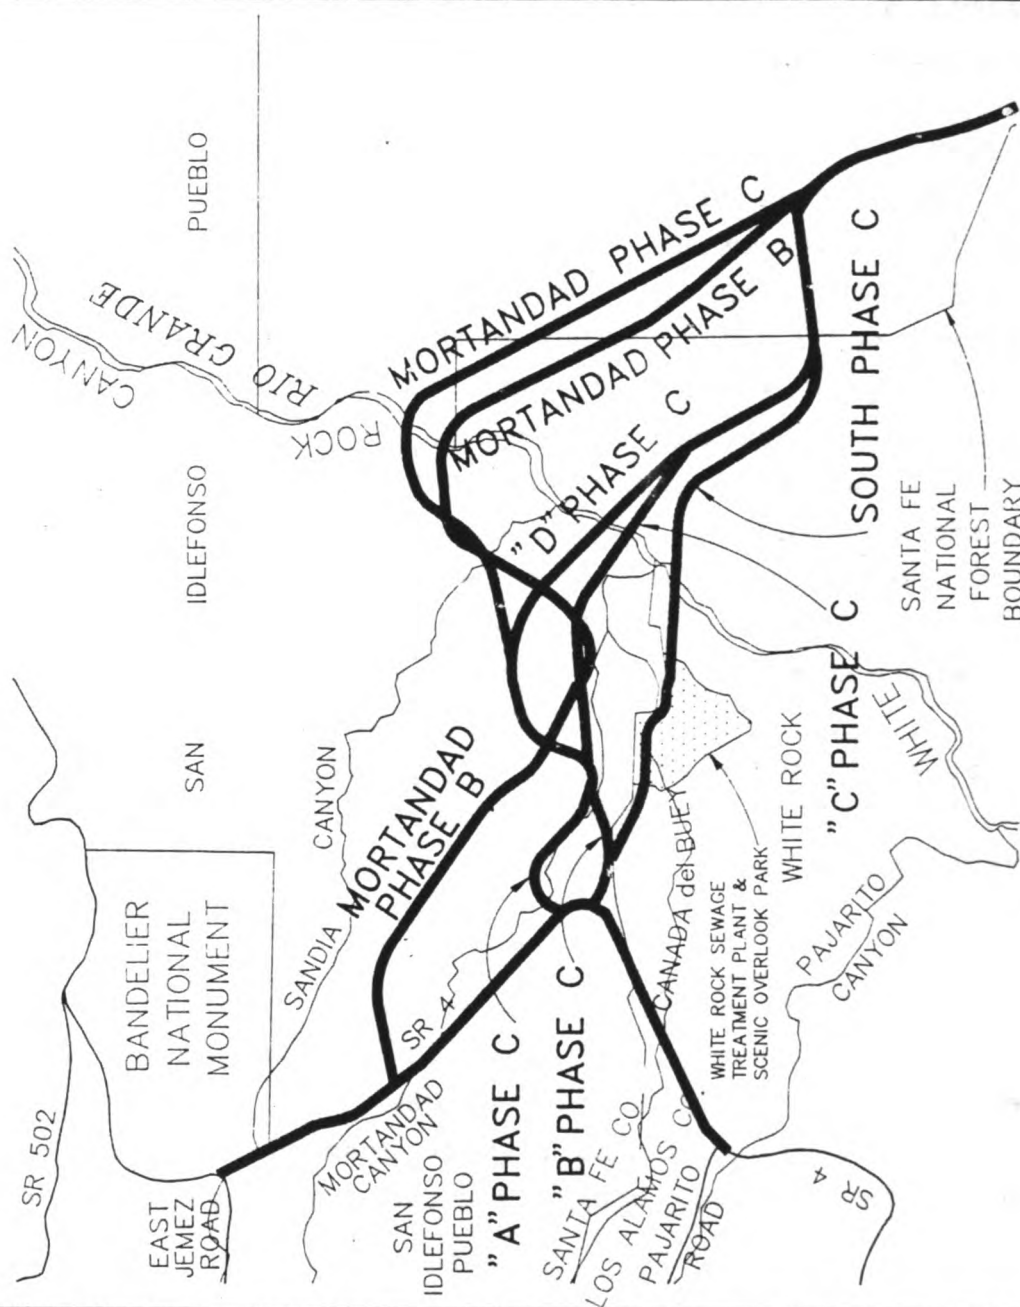 PUEBLO
CANYON
RIO GRANDE
ROCK
MORTANDAD PHASE C
MORTANDAD PHASE B
"D" PHASE C
SOUTH PHASE C
IDLEFONSO
SANTA FE
NATIONAL
FOREST
BOUNDARY
"C" PHASE C
SAN
CANYON
MORTANDAD
PHASE B
WHITE
WHITE ROCK
BANDELIER
NATIONAL
MONUMENT
SANDIA
SR 4
CANADA del BUEY
WHITE ROCK SEWAGE
TREATMENT PLANT &
SCENIC OVERLOOK PARK
PAJARITO
CANYON
"A" PHASE C
"B" PHASE C
MORTANDAD
CANYON
SR 502
EAST
JEMEZ
ROAD
SAN
IDLEFONSO
PUEBLO
SANTA FE CO
LOS ALAMOS CO
PAJARITO
ROAD
SR 4